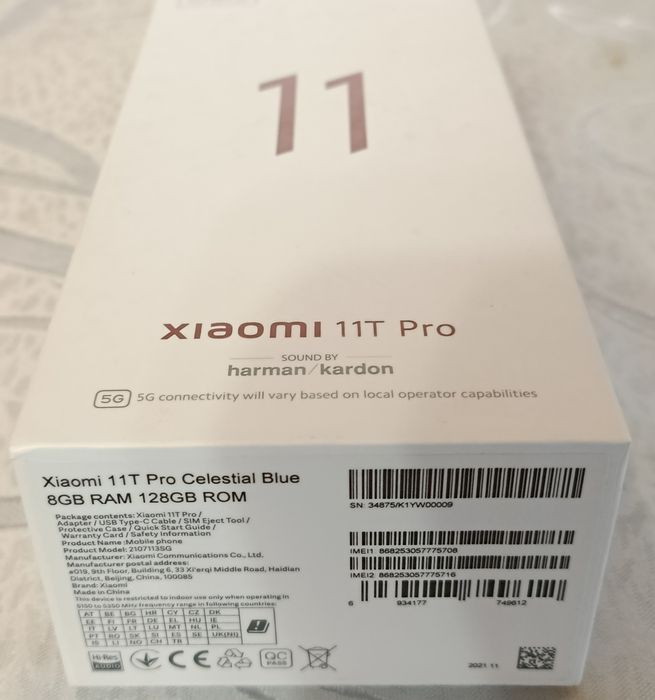 11
xiaomi 11T Pro
SOUND BY
harman/kardon
5G 5G connectivity will vary based on local operator capabilities
Xiaomi 11T Pro Celestial Blue
8GB RAM 128GB ROM
Package contents: Xiaomi 11T Pro /
Adapter / USB Type-C Cable / SIM Eject Tool /
Protective Case / Quick Start Guide /
Warranty Card / Safety Information
Product Name :Mobile phone
Product Model: 2107113SG
Manufacturer: Xiaomi Communications Co., Ltd.
Manufacturer postal address:
#019, 9th Floor, Building 6, 33 Xi'erqi Middle Road, Haidian
District, Beijing, China, 100085
Brand: Xiaomi
Made in China
This device is restricted to indoor use only when operating in
5150 to 5350 MHz frequency range in following countries:
AT BE BG HR CY CZ DK
EE FI FR DE EL HU IE
IT LV LT LU MT NL PL
PT RO SK SI ES SE UK(NI)
IS LI NO CH TR
Hi-Res
AUDIO
CE
QC
PASS
SN: 34875/K1YW00009
IMEI1 868253057775708
IMEI2 868253057775716
6 934177 749612
2021 11